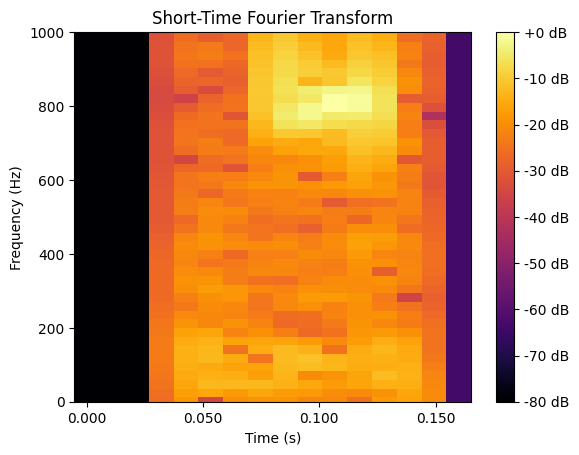 Short-Time Fourier Transform
1000
800
600
400
200
0
Frequency (Hz)
0.000
0.050
0.100
0.150
Time (s)
+0 dB
-10 dB
-20 dB
-30 dB
-40 dB
-50 dB
-60 dB
-70 dB
-80 dB